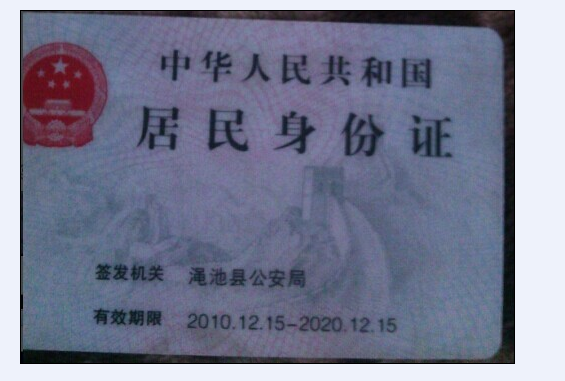 中华人民共和国
居民身份证
签发机关 渑池县公安局
有效期限 2010.12.15-2020.12.15